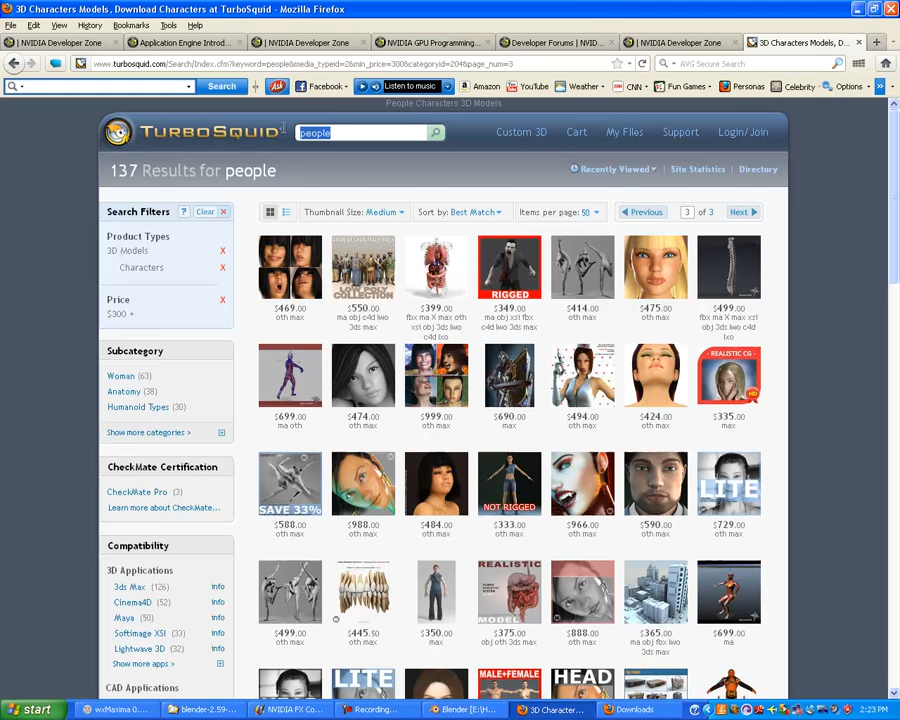 3D Characters Models, Download Characters at TurboSquid - Mozilla Firefox
File Edit View History Bookmarks Tools Help
| NVIDIA Developer Zone
Application Engine Introd...
| NVIDIA Developer Zone
NVIDIA GPU Programming...
Developer Forums | NVID...
| NVIDIA Developer Zone
3D Characters Models, D...
www.turbosquid.com/Search/Index.cfm?keyword=people&media_typeid=2&min_price=300&categoryid=204&page_num=3
AVG Secure Search
Search Ask Facebook Listen to music Amazon YouTube Weather CNN Fun Games Personas Celebrity Options
People Characters 3D Models
TURBOSQUID people Custom 3D Cart My Files Support Login/Join
137 Results for people Recently Viewed Site Statistics Directory
Search Filters ? Clear X
Thumbnail Size: Medium Sort by: Best Match Items per page: 50 Previous 3 of 3 Next
Product Types
3D Models X
Characters X
Price X
$300 +
RIGGED
$469.00 $550.00 $399.00 $349.00 $414.00 $475.00 $499.00
oth max
ma obj c4d lwo 3ds max
fbx ma X max oth xsi obj 3ds lwo c4d lxo
ma obj xsi fbx c4d lwo 3ds max
oth max
oth max
fbx ma X max xsi obj 3ds lwo c4d lxo
Subcategory
Woman (63)
Anatomy (38)
Humanoid Types (30)
Show more categories >
- REALISTIC CG -
HD
$699.00 $474.00 $999.00 $690.00 $494.00 $424.00 $335.00
ma oth
oth max
oth max
max
oth max
oth max
max
CheckMate Certification
CheckMate Pro (3)
Learn more about CheckMate...
SAVE 33%
NOT RIGGED
LITE
$588.00 $988.00 $484.00 $333.00 $966.00 $590.00 $729.00
oth max
oth max
oth max
oth max
oth max
oth max
oth max
Compatibility
3D Applications
3ds Max (126) info
Cinema4D (52) info
Maya (50) info
Softimage XSI (33) info
Lightwave 3D (32) info
Show more apps >
CAD Applications
REALISTIC
MODEL
$499.00 $445.50 $350.00 $375.00 $888.00 $365.00 $699.00
oth max
oth max
max
obj oth 3ds max
oth max
ma obj fbx lwo 3ds max
ma
LITE
MALE+FEMALE
HEAD
start
wxMaxima 0....
blender-2.59-...
NVIDIA FX Co...
Recording...
Blender [E:\H...
3D Character...
Downloads
2:23 PM